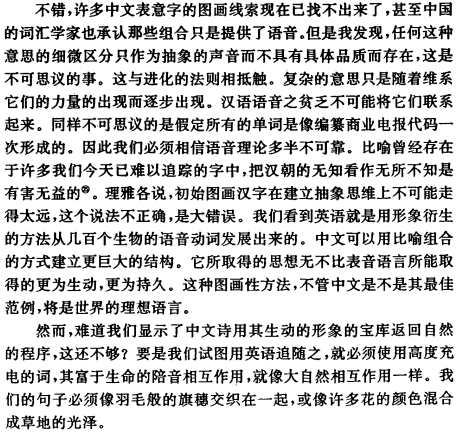 不错,许多中文表意字的图画线索现在已找不出来了,甚至中国
的词汇学家也承认那些组合只是提供了语音。但是我发现,任何这种
意思的细微区分只作为抽象的声音而不具有具体品质而存在,这是
不可思议的事。这与进化的法则相抵触。复杂的意思只是随着维系
它们的力量的出现而逐步出现。汉语语音之贫乏不可能将它们联系
起来。同样不可思议的是假定所有的单词是像编纂商业电报代码一
次形成的。因此我们必须相信语音理论多半不可靠。比喻曾经存在
于许多我们今天已难以追踪的字中,把汉朝的无知看作无所不知是
有害无益的㊾。理雅各说,初始图画汉字在建立抽象思维上不可能走
得太远,这个说法不正确,是大错误。我们看到英语就是用形象衍生
的方法从几百个生物的语音动词发展出来的。中文可以用比喻组合
的方式建立更巨大的结构。它所取得的思想无不比表音语言所能取
得的更为生动,更为持久。这种图画性方法,不管中文是不是其最佳
范例,将是世界的理想语言。
然而,难道我们显示了中文诗用其生动的形象的宝库返回自然
的程序,这还不够?要是我们试图用英语追随之,就必须使用高度充
电的词,其富于生命的陪音相互作用,就像大自然相互作用一样。我
们的句子必须像羽毛般的旗穗交织在一起,或像许多花的颜色混合
成草地的光泽。